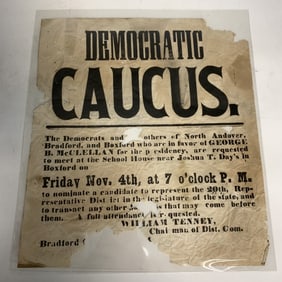 DEMOCRATIC
CAUCUS.
The Democrats and others of North Andover,
Bradford, and Boxford who are in favor of GEORGE
B. McCLELLAN for the presidency, are requested
to meet at the School House near Joshua T. Day's in
Boxford on
Friday Nov. 4th, at 7 o'clock P. M.
to nominate a candidate to represent the 20th, Rep-
resentative District in the legislature of the state, and
to transact any other that may come before
them. A full attendance is requested.
WILLIAM TENNEY,
Chairman of Dist. Com.
Bradford